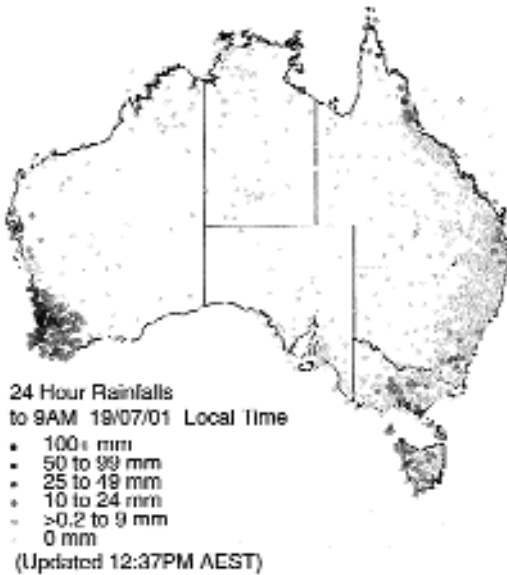 24 Hour Rainfalls
to 9AM 19/07/01 Local Time
100+ mm
50 to 99 mm
25 to 49 mm
10 to 24 mm
>0.2 to 9 mm
0 mm
(Updated 12:37PM AEST)